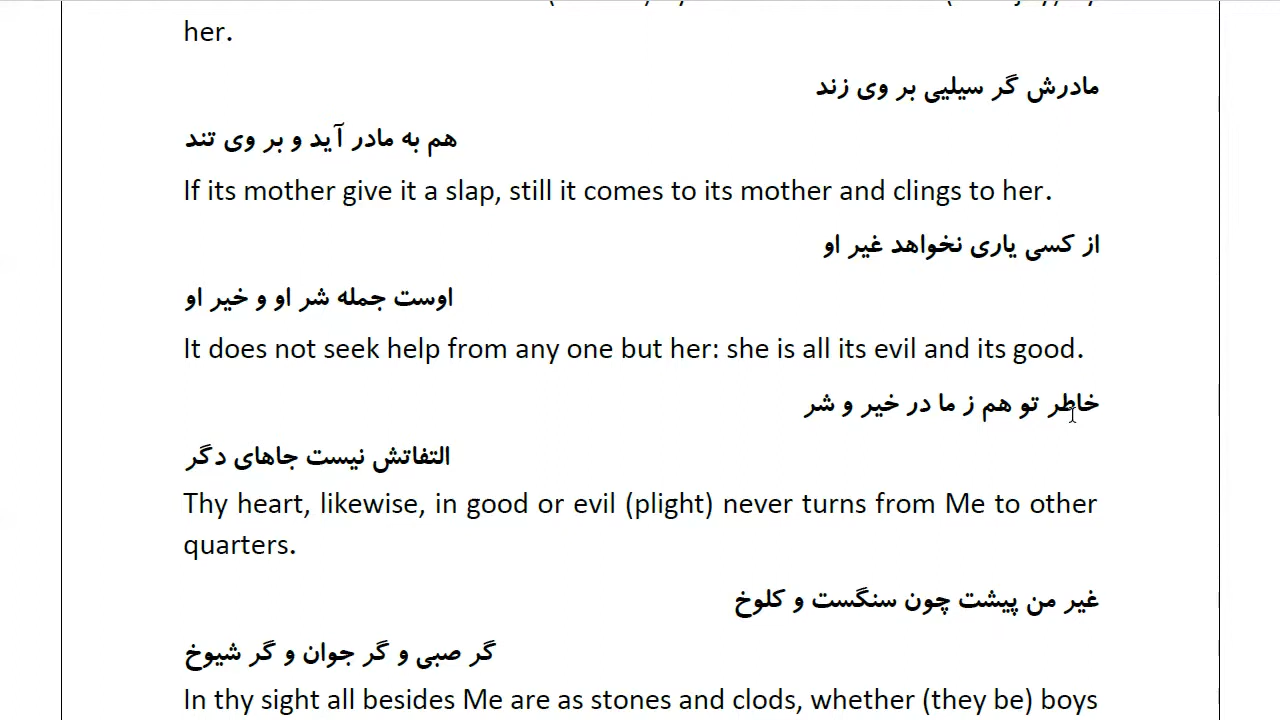 her.
مادرش گر سیلیی بر وی زند
هم به مادر آید و بر وی تند
If its mother give it a slap, still it comes to its mother and clings to her.
از کسی یاری نخواهد غیر او
اوست جمله شر او و خیر او
It does not seek help from any one but her: she is all its evil and its good.
خاطر تو هم ز ما در خیر و شر
التفاتش نیست جاهای دگر
Thy heart, likewise, in good or evil (plight) never turns from Me to other
quarters.
غیر من پیشت چون سنگست و کلوخ
گر صبی و گر جوان و گر شیوخ
In thy sight all besides Me are as stones and clods, whether (they be) boys